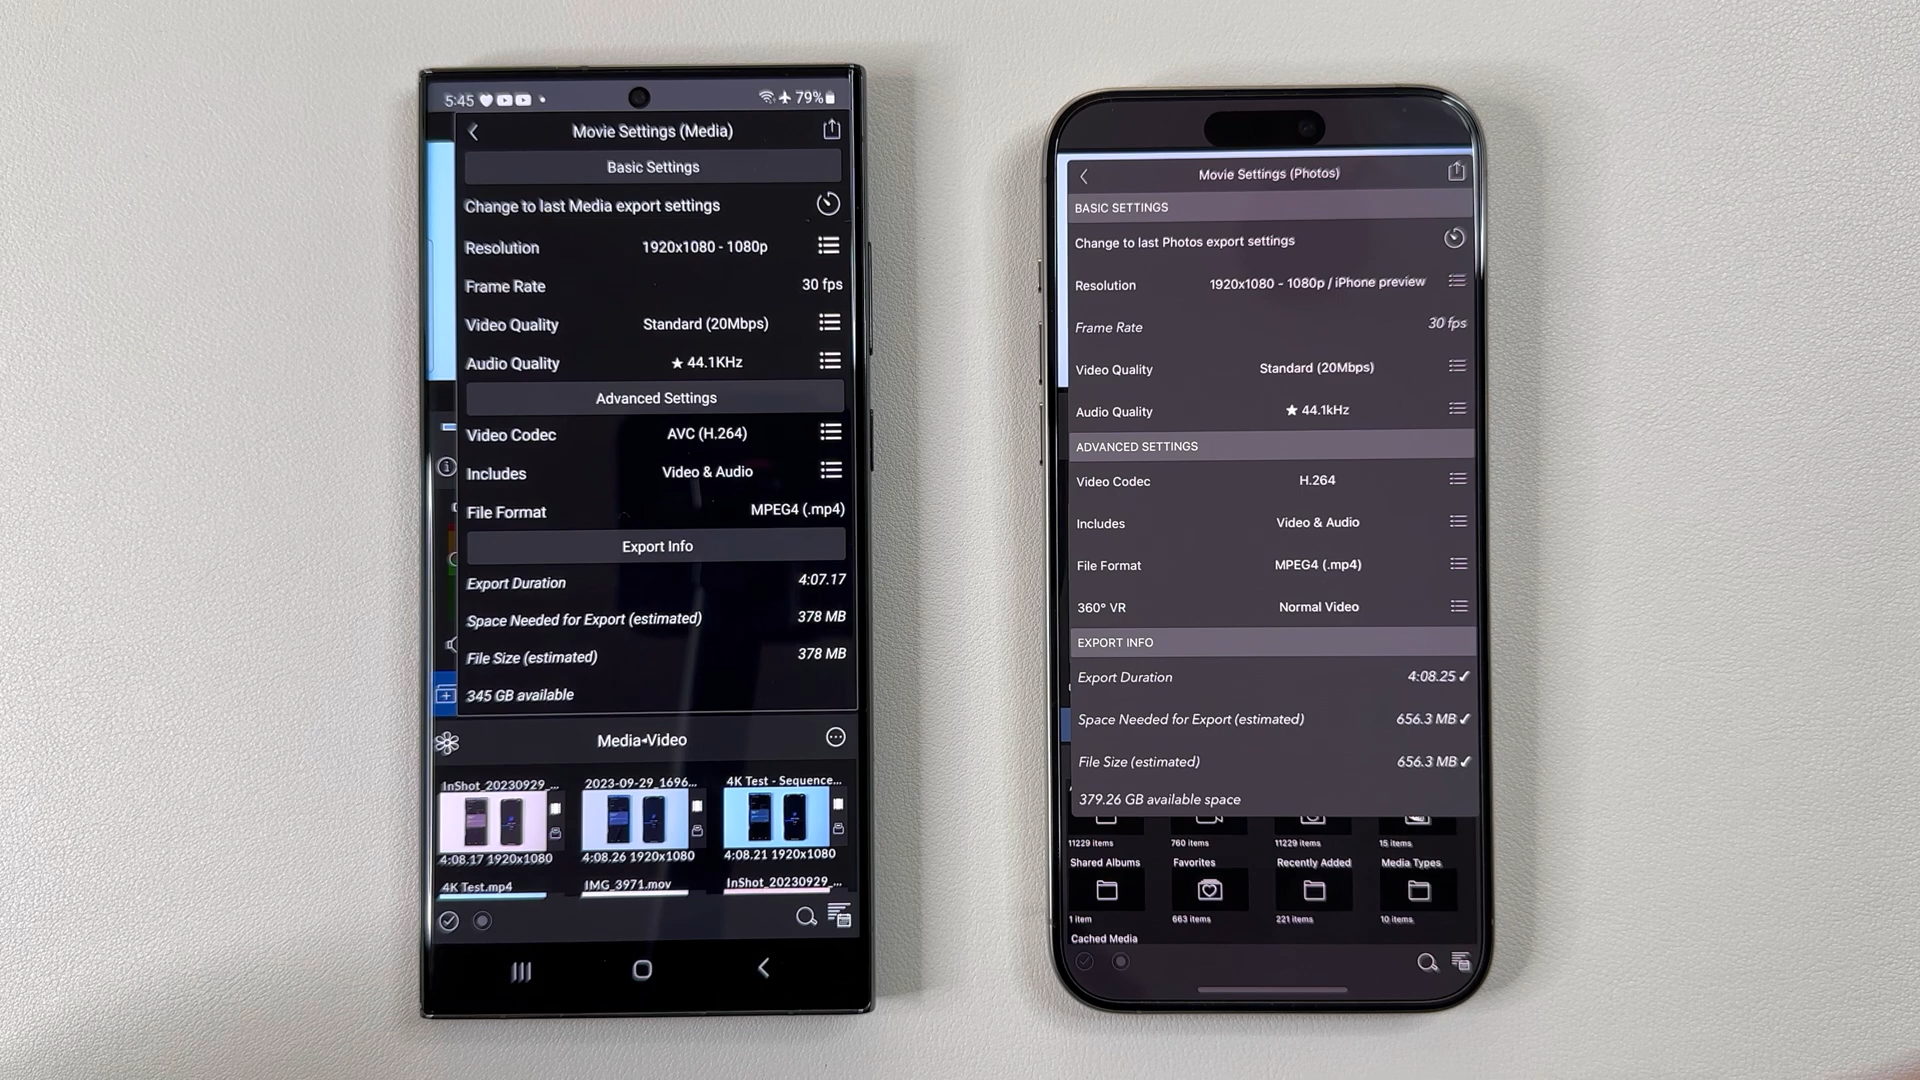 5:45 79%
Movie Settings (Media)
Basic Settings
Change to last Media export settings
Resolution 1920x1080 - 1080p
Frame Rate 30 fps
Video Quality Standard (20Mbps)
Audio Quality ★ 44.1KHz
Advanced Settings
Video Codec AVC (H.264)
Includes Video & Audio
File Format MPEG4 (.mp4)
Export Info
Export Duration 4:07.17
Space Needed for Export (estimated) 378 MB
File Size (estimated) 378 MB
345 GB available
Media◂Video
InShot_20230929_... 2023-09-29_1696... 4K Test - Sequence...
4:08.17 1920x1080 4:08.26 1920x1080 4:08.21 1920x1080
4K Test.mp4 IMG_3971.mov InShot_20230929_...
Movie Settings (Photos)
BASIC SETTINGS
Change to last Photos export settings
Resolution 1920x1080 - 1080p / iPhone preview
Frame Rate 30 fps
Video Quality Standard (20Mbps)
Audio Quality ★ 44.1kHz
ADVANCED SETTINGS
Video Codec H.264
Includes Video & Audio
File Format MPEG4 (.mp4)
360° VR Normal Video
EXPORT INFO
Export Duration 4:08.25 ✓
Space Needed for Export (estimated) 656.3 MB ✓
File Size (estimated) 656.3 MB ✓
379.26 GB available space
11229 items 760 items 11229 items 15 items
Shared Albums Favorites Recently Added Media Types
1 item 663 items 221 items 10 items
Cached Media